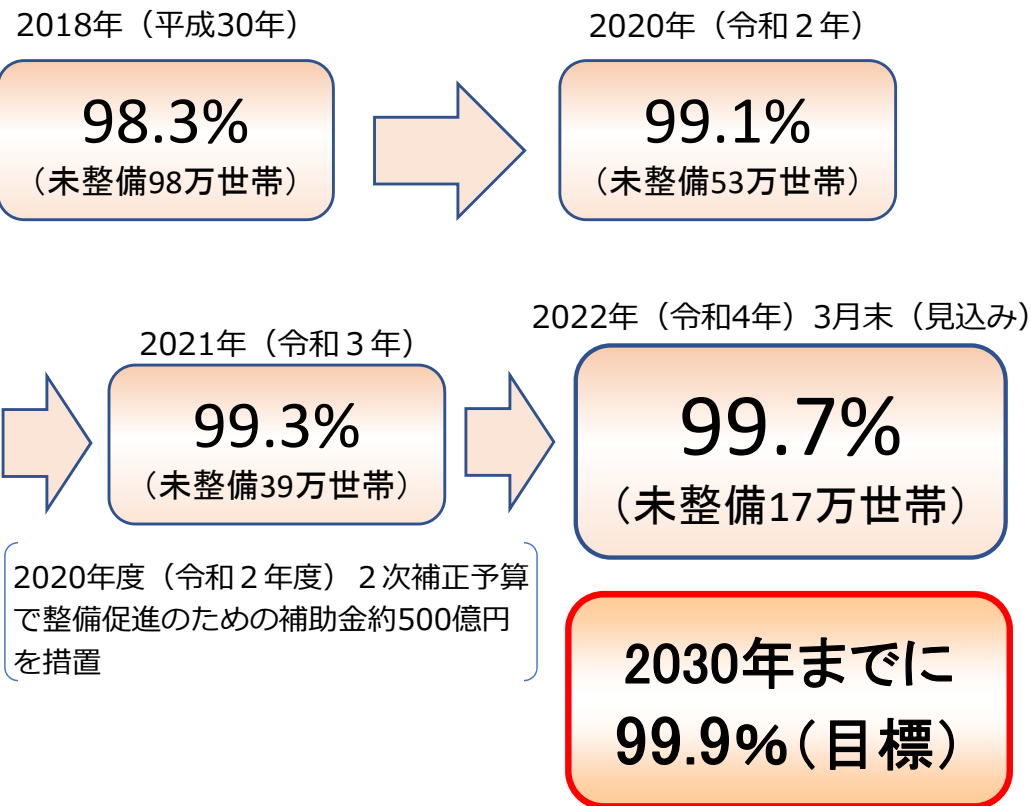 2018年（平成30年）
98.3%
（未整備98万世帯）
2020年（令和２年）
99.1%
（未整備53万世帯）
2021年（令和３年）
99.3%
（未整備39万世帯）
2022年（令和4年）3月末（見込み）
99.7%
（未整備17万世帯）
2020年度（令和２年度）２次補正予算
で整備促進のための補助金約500億円
を措置
2030年までに
99.9%（目標）